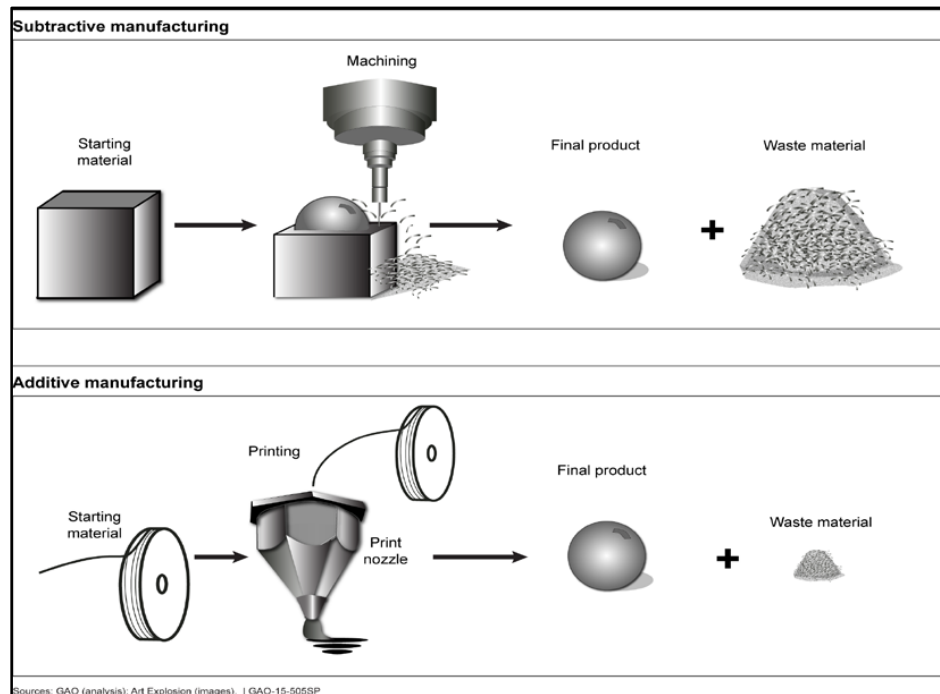 Subtractive manufacturing
Machining
Starting
material
Final product
Waste material
+
Additive manufacturing
Printing
Final product
Starting
material
Print
nozzle
Waste material
+
Sources: GAO (analysis); Art Explosion (images). | GAO-15-505SP